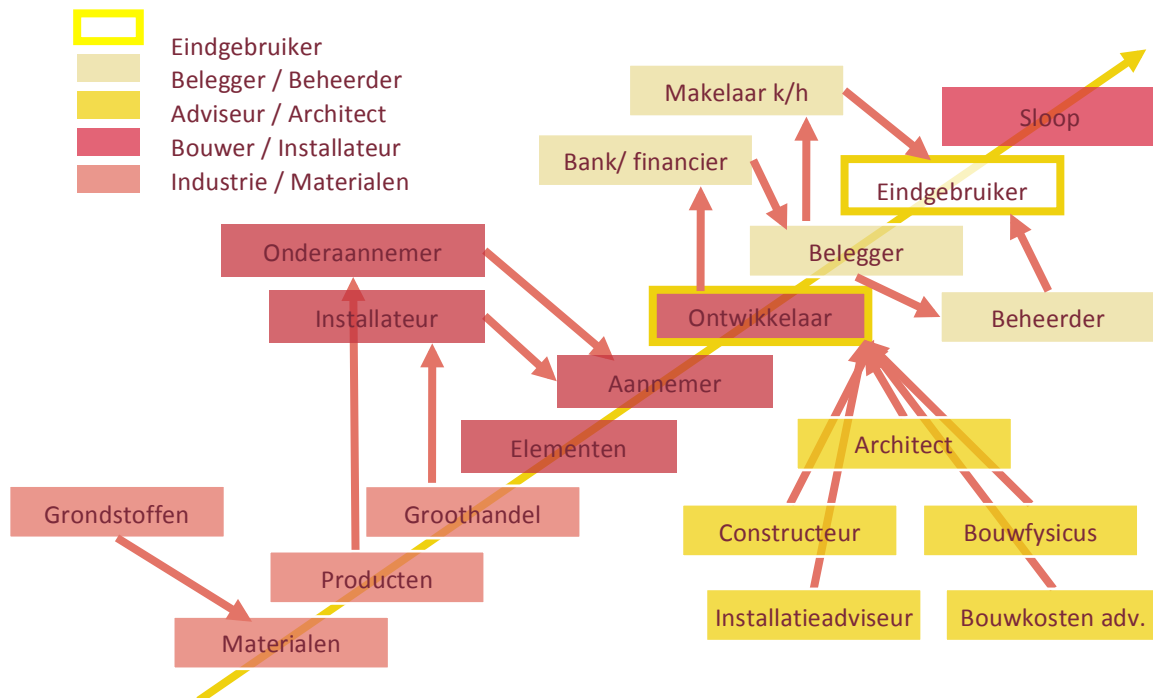 Eindgebruiker
Belegger / Beheerder
Adviseur / Architect
Bouwer / Installateur
Industrie / Materialen
Makelaar k/h
Sloop
Bank/ financier
Eindgebruiker
Onderaannemer
Belegger
Installateur
Ontwikkelaar
Beheerder
Aannemer
Elementen
Architect
Grondstoffen
Groothandel
Constructeur
Bouwfysicus
Producten
Installatieadviseur
Bouwkosten adv.
Materialen